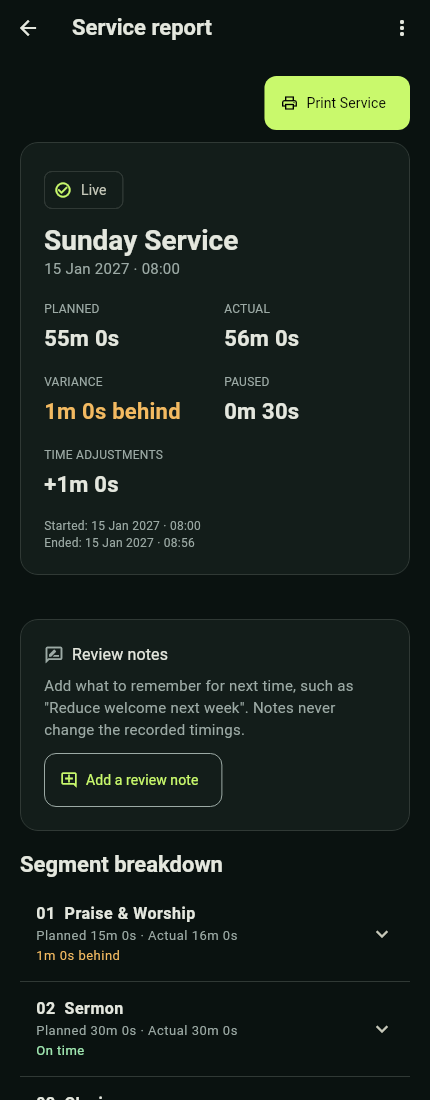 Service report
Print Service
Live
Sunday Service
15 Jan 2027 · 08:00
PLANNED
55m 0s
ACTUAL
56m 0s
VARIANCE
1m 0s behind
PAUSED
0m 30s
TIME ADJUSTMENTS
+1m 0s
Started: 15 Jan 2027 · 08:00
Ended: 15 Jan 2027 · 08:56
Review notes
Add what to remember for next time, such as
"Reduce welcome next week". Notes never
change the recorded timings.
Add a review note
Segment breakdown
01 Praise & Worship
Planned 15m 0s · Actual 16m 0s
1m 0s behind
02 Sermon
Planned 30m 0s · Actual 30m 0s
On time